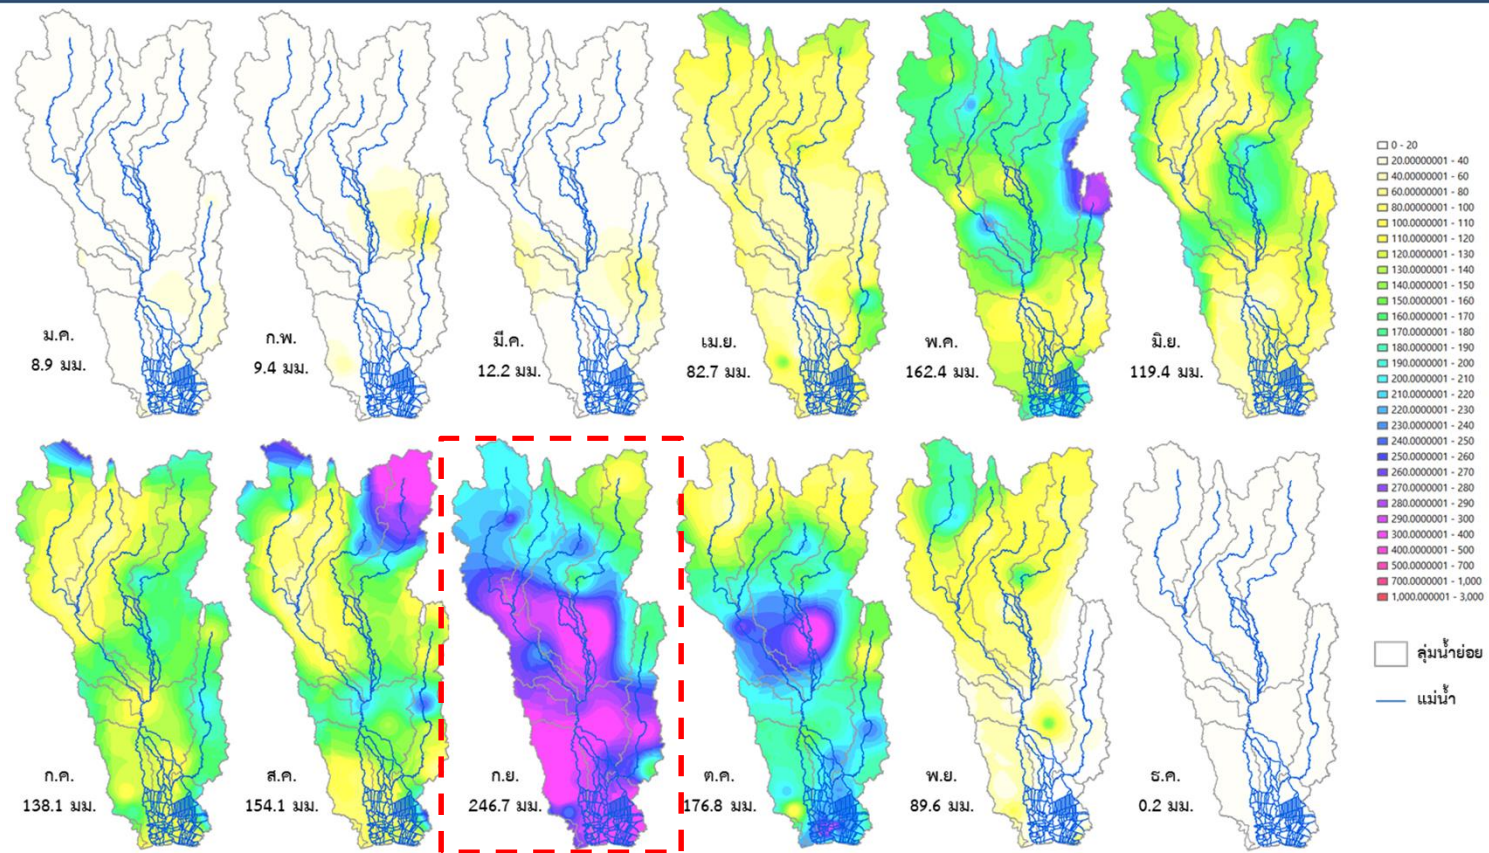 ม.ค.
8.9 มม.
ก.พ.
9.4 มม.
มี.ค.
12.2 มม.
เม.ย.
82.7 มม.
พ.ค.
162.4 มม.
มิ.ย.
119.4 มม.
ก.ค.
138.1 มม.
ส.ค.
154.1 มม.
ก.ย.
246.7 มม.
ต.ค.
176.8 มม.
พ.ย.
89.6 มม.
ธ.ค.
0.2 มม.
0 - 20
20.00000001 - 40
40.00000001 - 60
60.00000001 - 80
80.00000001 - 100
100.0000001 - 110
110.0000001 - 120
120.0000001 - 130
130.0000001 - 140
140.0000001 - 150
150.0000001 - 160
160.0000001 - 170
170.0000001 - 180
180.0000001 - 190
190.0000001 - 200
200.0000001 - 210
210.0000001 - 220
220.0000001 - 230
230.0000001 - 240
240.0000001 - 250
250.0000001 - 260
260.0000001 - 270
270.0000001 - 280
280.0000001 - 290
290.0000001 - 300
300.0000001 - 400
400.0000001 - 500
500.0000001 - 700
700.0000001 - 1,000
1,000.000001 - 3,000
ลุ่มน้ำย่อย
แม่น้ำ